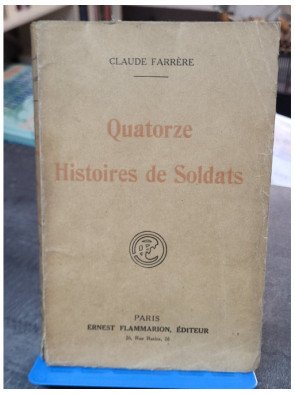 CLAUDE FARRÈRE
Quatorze
Histoires de Soldats
PARIS
ERNEST FLAMMARION, ÉDITEUR
26, Rue Racine, 26